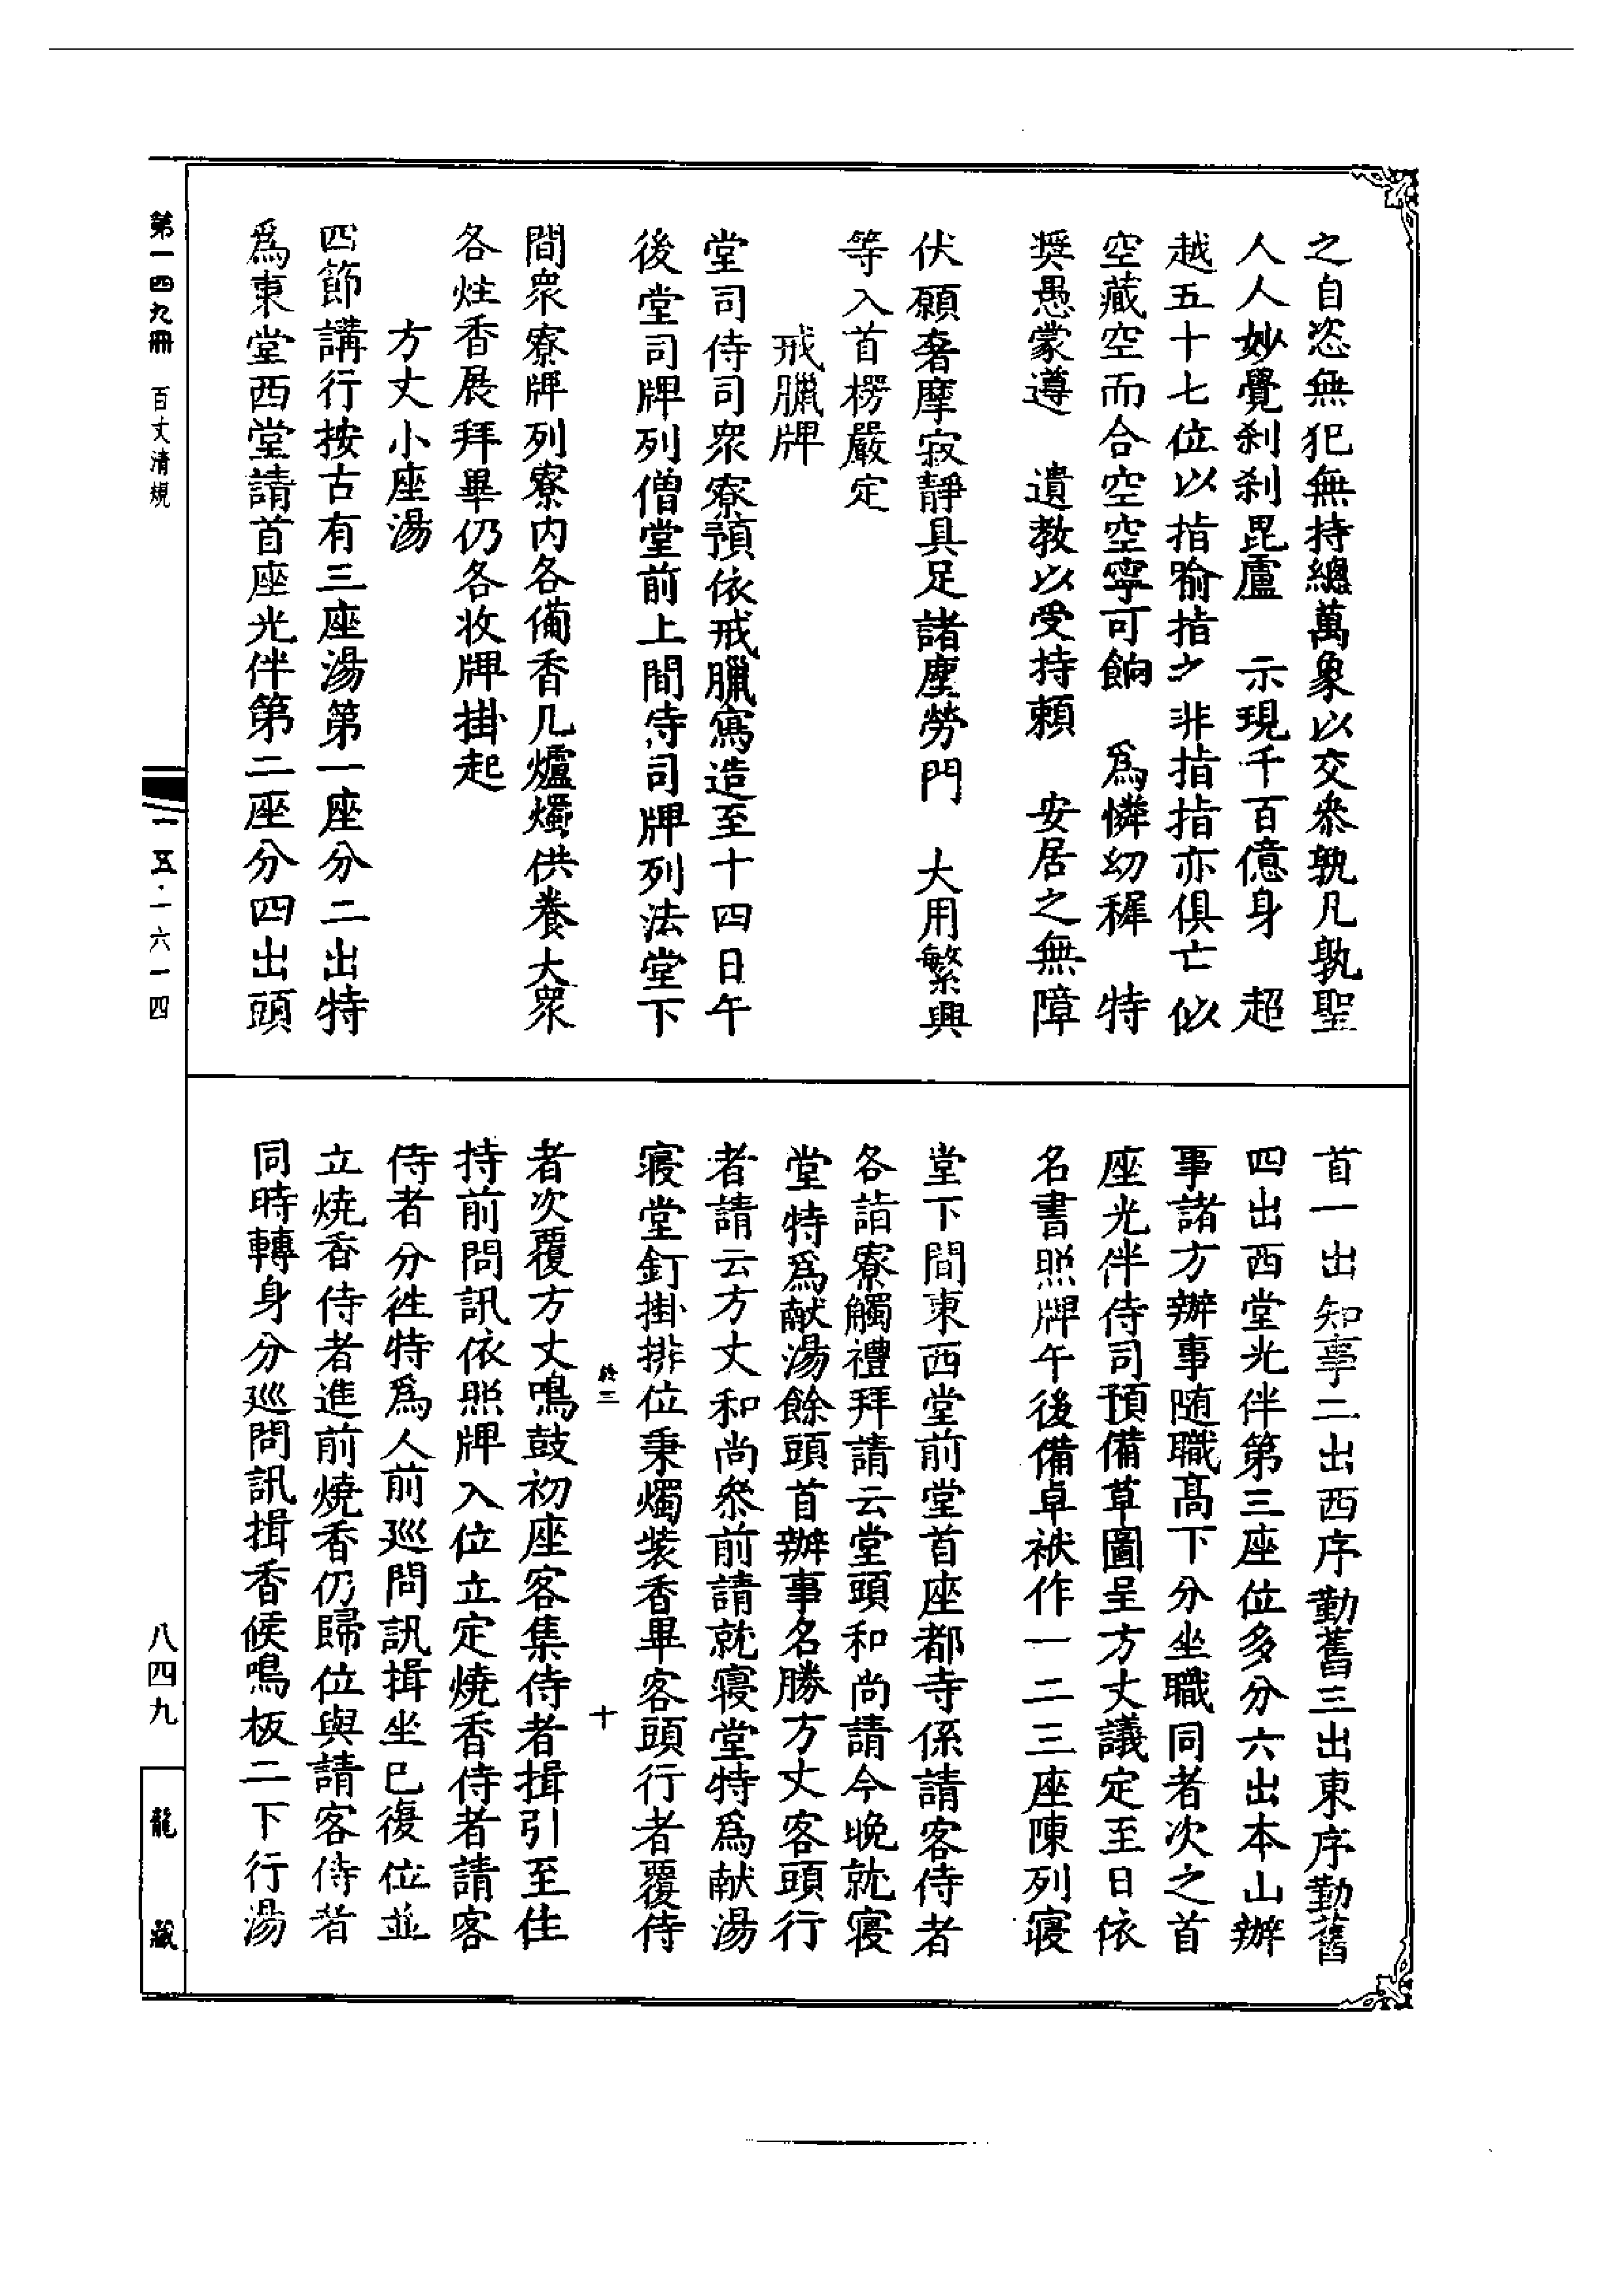 之自恣無犯無持總萬象以交叅孰凡孰聖
人人妙覺刹刹毘盧　示現千百億身　超
越五十七位以指喻指之非指指亦俱亡似
空藏空而合空空寧可餉　爲憐幼穉　特
奬愚蒙遵　遺教以受持賴　安居之無障
伏願奢摩寂靜具足諸塵勞門　大用繁興
等入首楞嚴定
戒臘牌
堂司侍司衆寮預依戒臘寫造至十四日午
後堂司牌列僧堂前上間侍司牌列法堂下
間衆寮牌列寮内各備香几爐燭供養大衆
各炷香展拜畢仍各收牌掛起
方丈小座湯
四節講行按古有三座湯第一座分二出特
爲東堂西堂請首座光伴第二座分四出頭
首一出知事二出西序勤舊三出東序勤舊
四出西堂光伴第三座位多分六出本山辦
事諸方辦事随職高下分坐職同者次之首
座光伴侍司預備草圖呈方丈議定至日依
名書照牌午後備卓袱作一二三座陳列寢
堂下間東西堂前堂首座都寺係請客侍者
各詣寮觸禮拜請云堂頭和尚請今晚就寢
堂特爲献湯餘頭首辦事名勝方丈客頭行
者請云方丈和尚叅前請就寢堂特爲献湯
寢堂釘掛排位秉燭装香畢客頭行者覆侍
終三　十
者次覆方丈鳴鼓初座客集侍者揖引至住
持前問訊依照牌入位立定燒香侍者請客
侍者分徃特爲人前巡問訊揖坐已復位並
立燒香侍者進前燒香仍歸位與請客侍者
同時轉身分巡問訊揖香候鳴板二下行湯
第一四九冊　百丈清規
一五·一六一四
八四九
龍藏